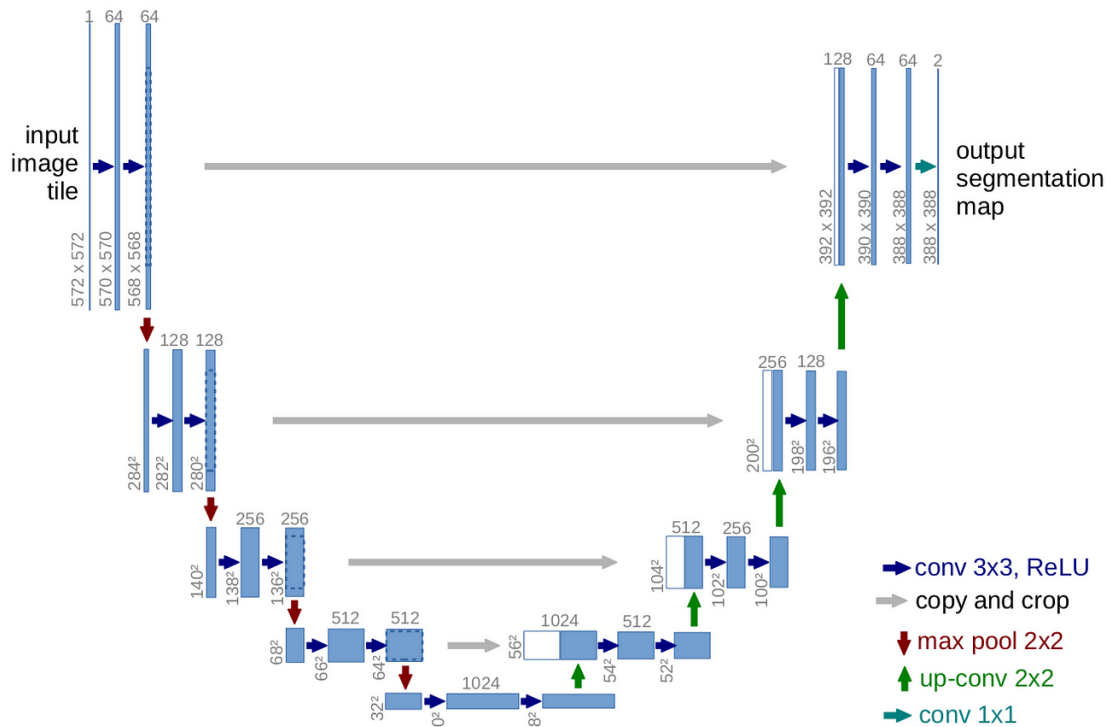 1 64 64
128 64 64 2
input
image
tile
output
segmentation
map
572 x 572
570 x 570
568 x 568
392 x 392
390 x 390
388 x 388
388 x 388
128 128
256 128
284²
282²
280²
200²
198²
196²
256 256
512 256
140²
138²
136²
104²
102²
100²
512 512
1024 512
68²
66²
64²
56²
54²
52²
1024
32²
0²
8²
conv 3x3, ReLU
copy and crop
max pool 2x2
up-conv 2x2
conv 1x1